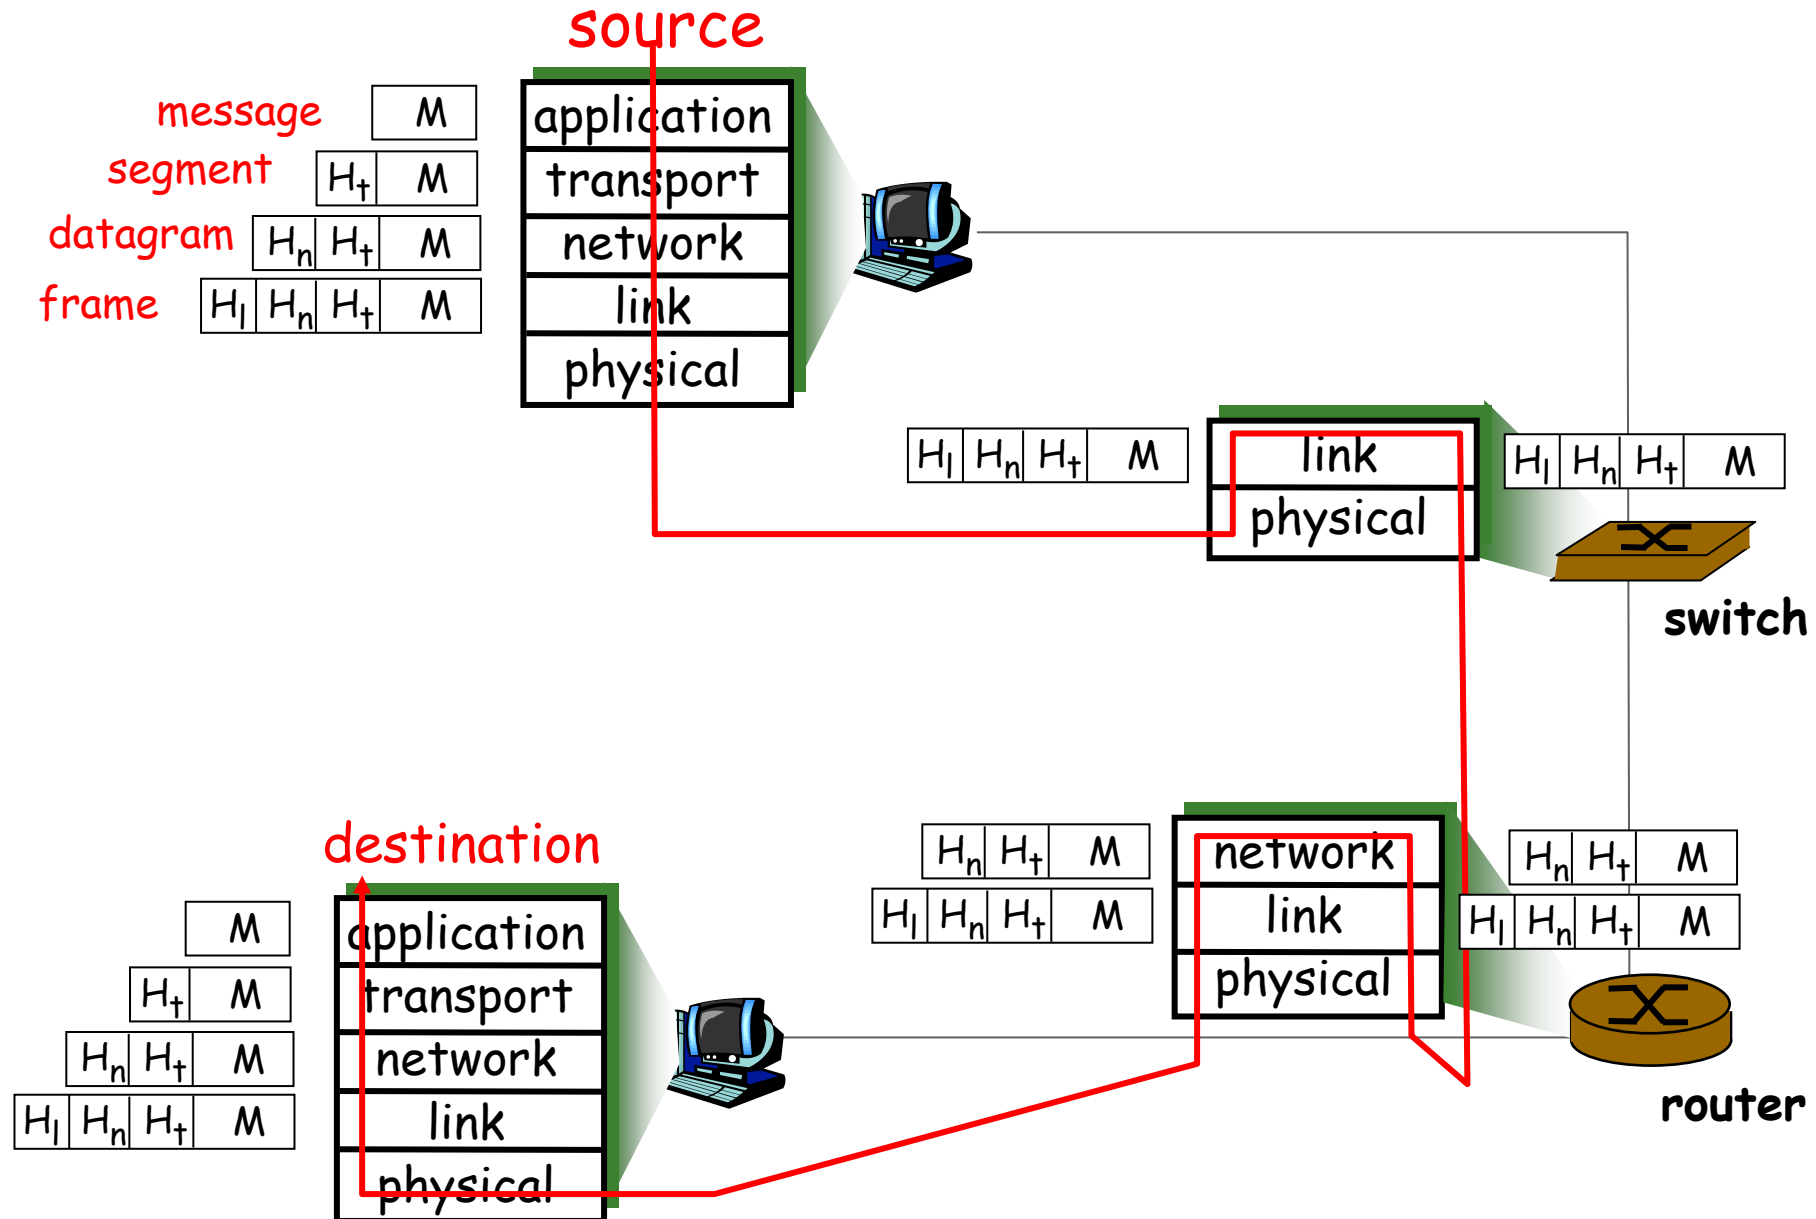 source
message M application
segment Ht M transport
datagram Hn Ht M network
frame Hl Hn Ht M link
physical
Hl Hn Ht M link Hl Hn Ht M
physical
switch
destination
Hn Ht M network Hn Ht M
Hl Hn Ht M link Hl Hn Ht M
physical
router
M application
Ht M transport
Hn Ht M network
Hl Hn Ht M link
physical